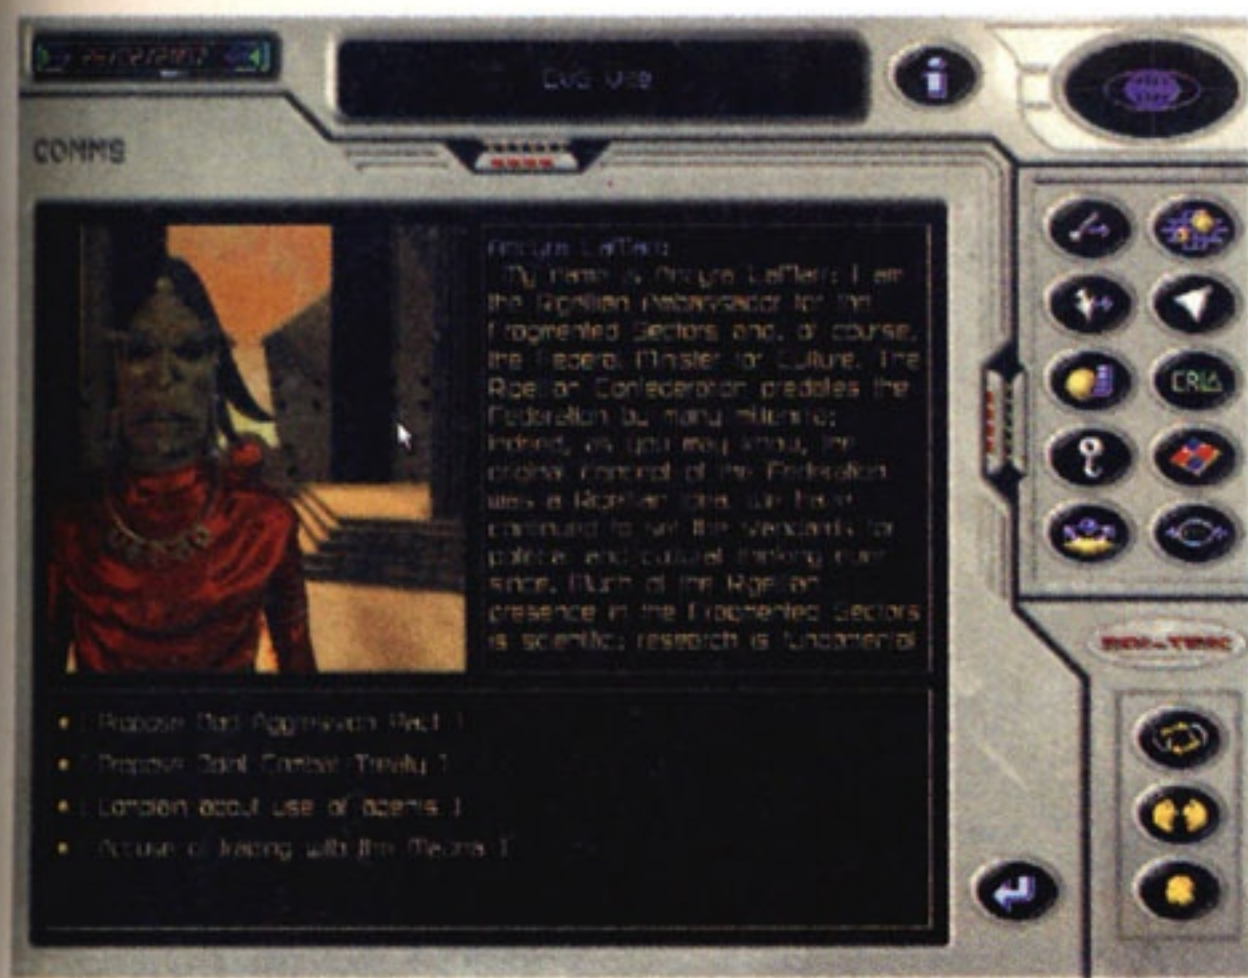 COMMS
My name is Ancyra LaMarr; I am
the Rigellian Ambassador for the
Fragmented Sectors and, of course,
the Federal Minister for Culture. The
Rigellian Confederation predates the
Federation by many millennia;
indeed, as you may know, the
original concept of the Federation
was a Rigellian idea. We have
continued to set the standards for
political and cultural thinking ever
since. Much of the Rigellian
presence in the Fragmented Sectors
is scientific; research is fundamental
[ Propose Non Aggression Pact ]
[ Propose Joint Combat Treaty ]
[ Complain about use of agents ]
[ Accuse of trading with the ]
CRIA